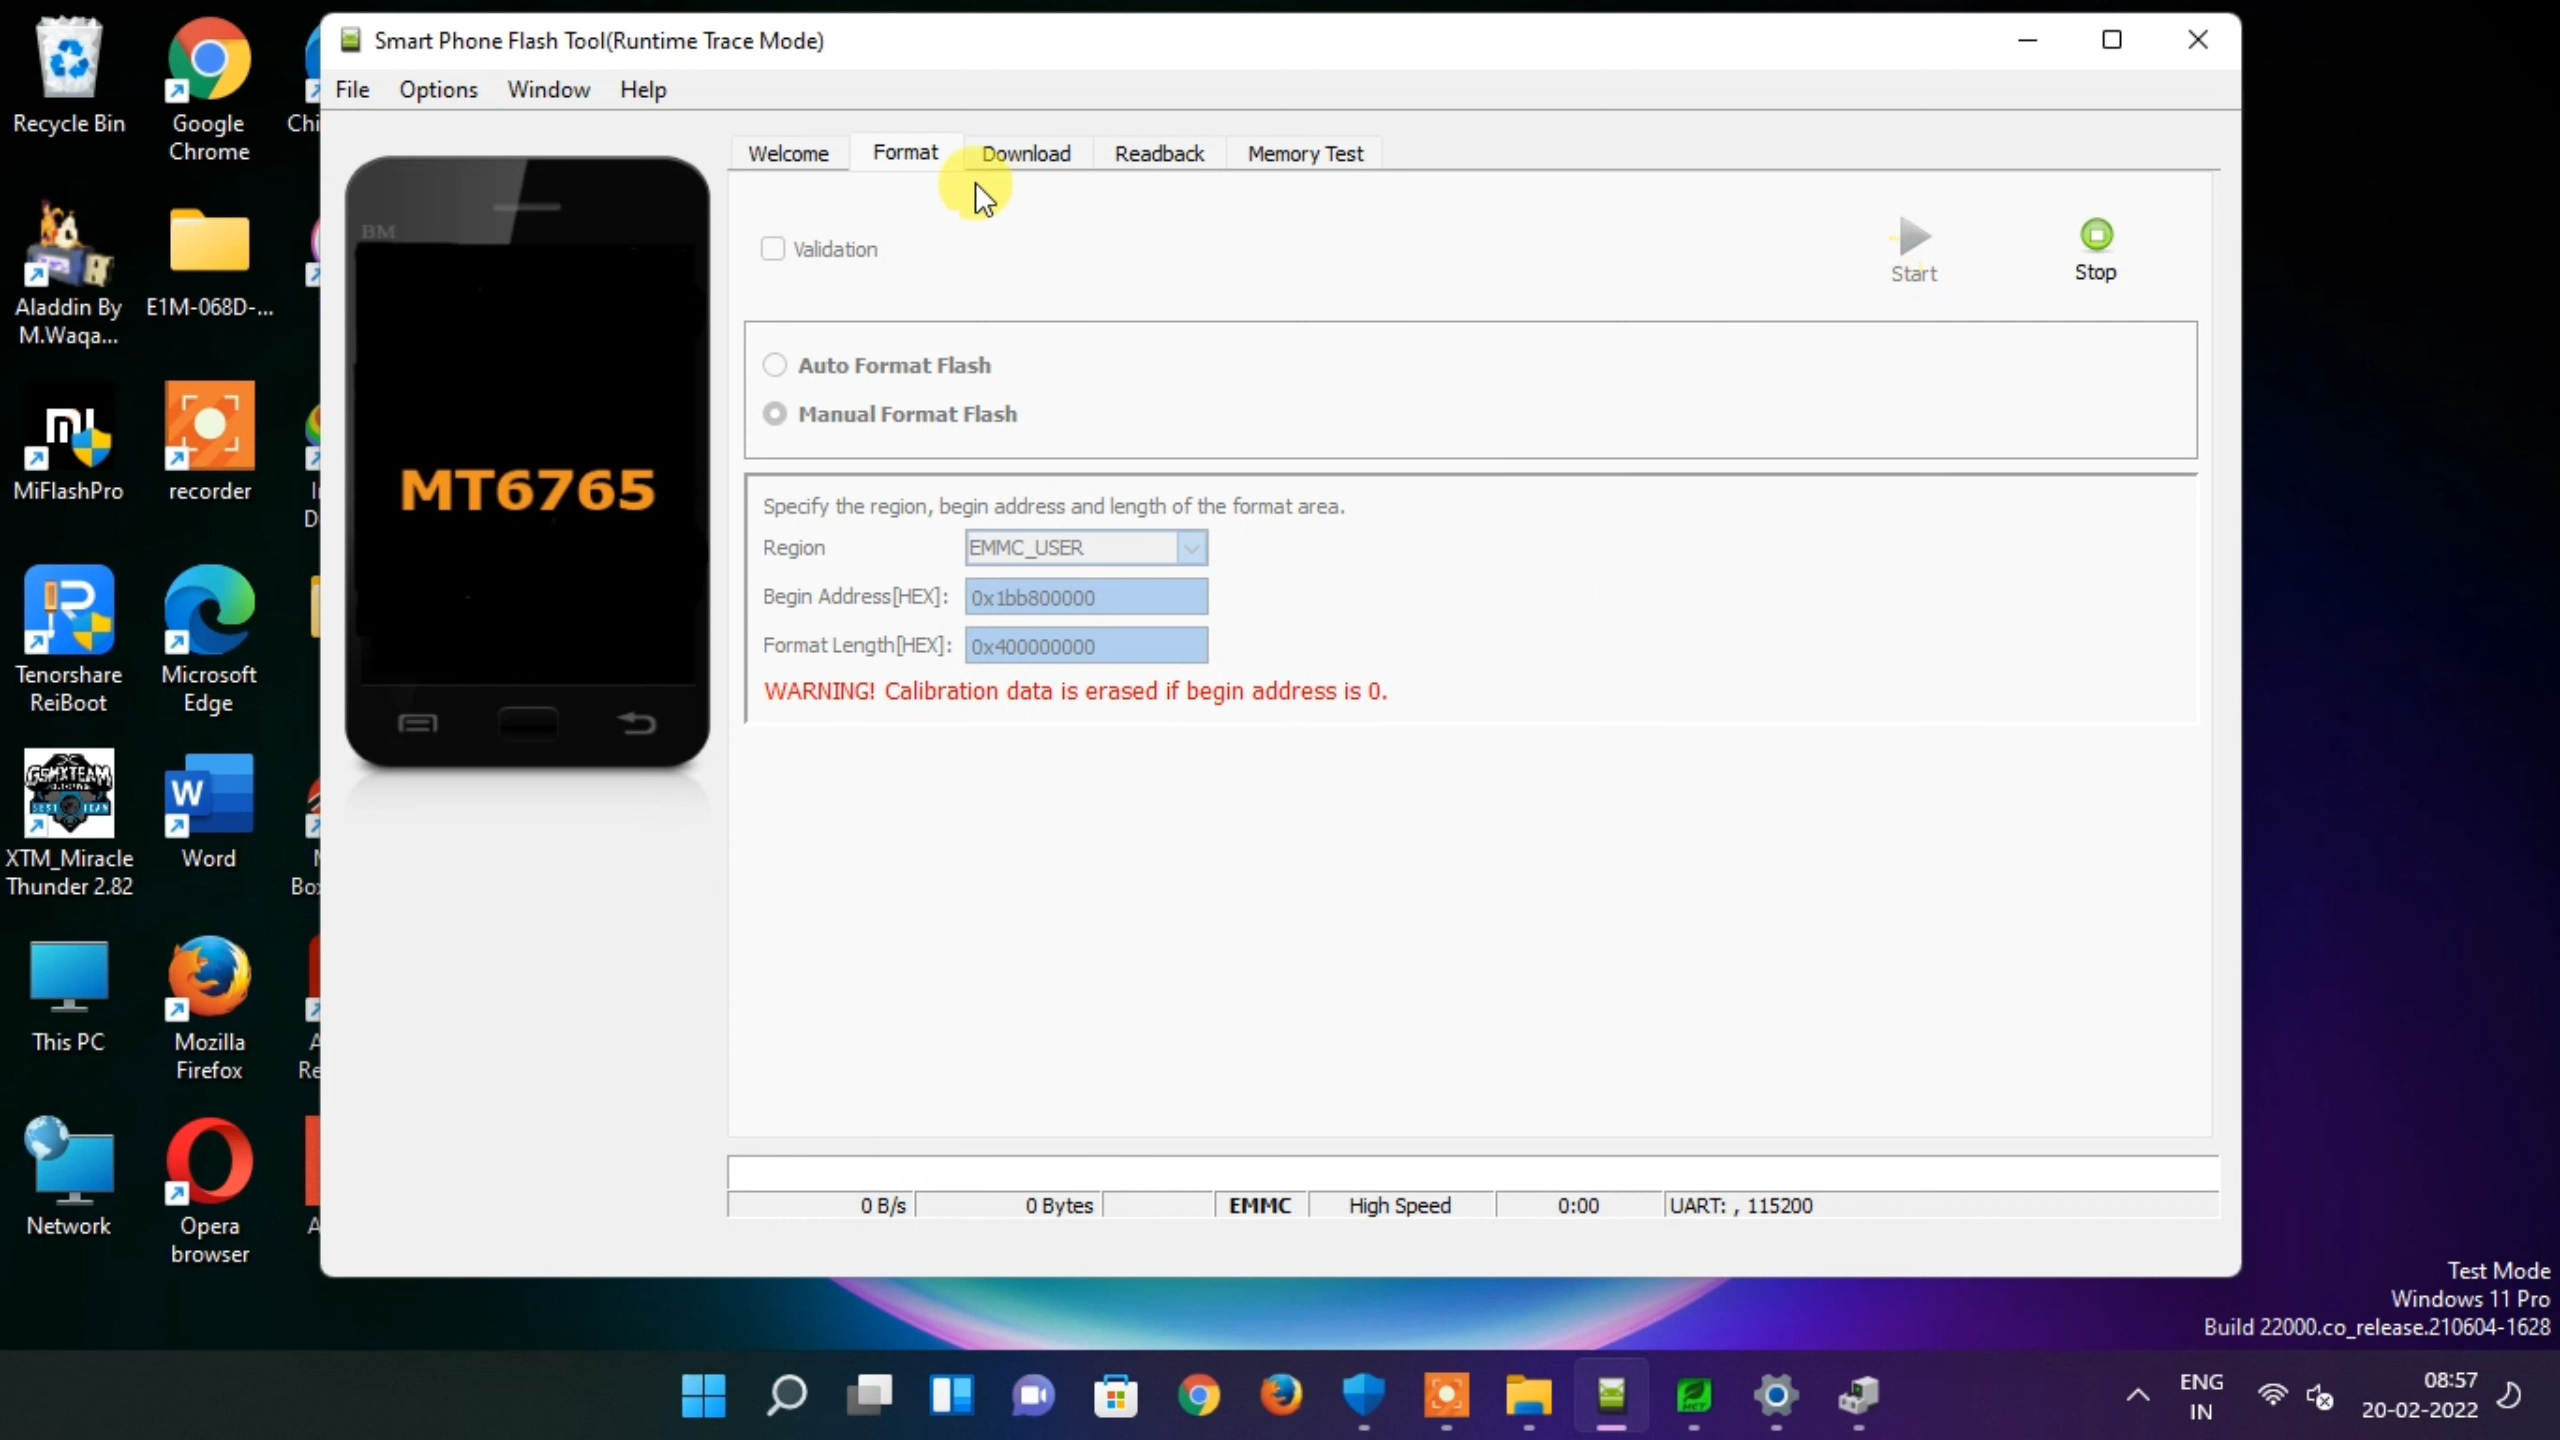 Smart Phone Flash Tool(Runtime Trace Mode)
File Options Window Help
Welcome Format Download Readback Memory Test
BM
MT6765
Validation
Start
Stop
Auto Format Flash
Manual Format Flash
Specify the region, begin address and length of the format area.
Region EMMC_USER
Begin Address[HEX]: 0x1bb800000
Format Length[HEX]: 0x400000000
WARNING! Calibration data is erased if begin address is 0.
0 B/s 0 Bytes EMMC High Speed 0:00 UART: , 115200
Recycle Bin
Google
Chrome
Chi
Aladdin By
M.Waqa...
E1M-068D-...
MiFlashPro
recorder
Tenorshare
ReiBoot
Microsoft
Edge
GSMXTEAM
XTM_Miracle
Thunder 2.82
W
Word
Box
This PC
Mozilla
Firefox
Re
Network
Opera
browser
Test Mode
Windows 11 Pro
Build 22000.co_release.210604-1628
MCT
ENG
IN
08:57
20-02-2022